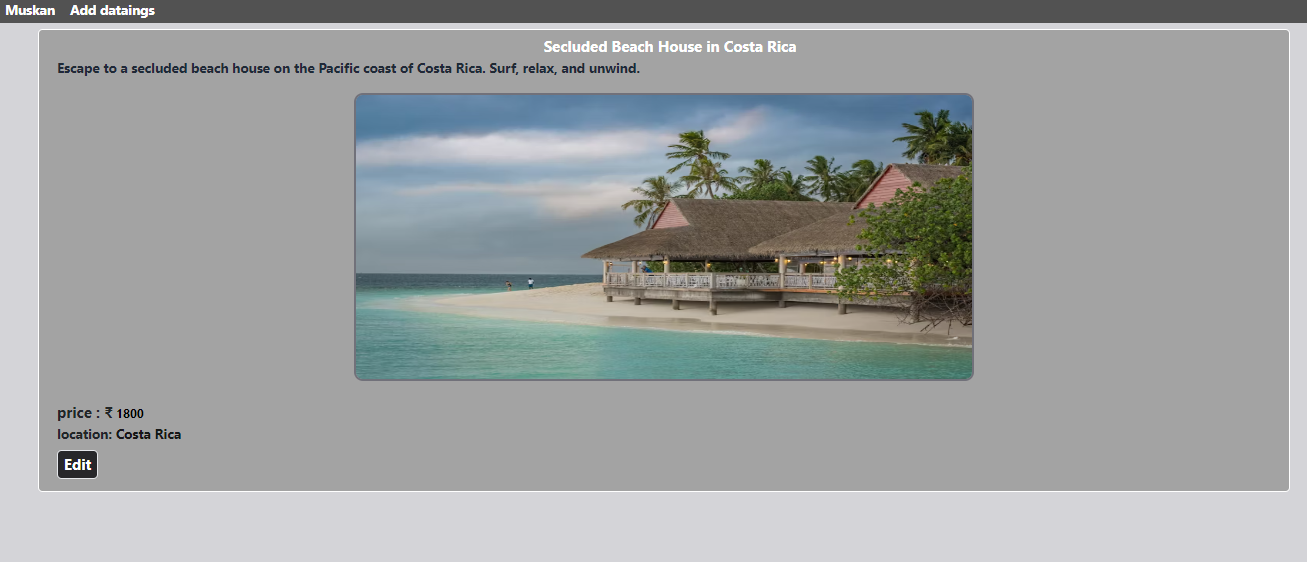 Muskan Add dataings
Secluded Beach House in Costa Rica
Escape to a secluded beach house on the Pacific coast of Costa Rica. Surf, relax, and unwind.
price : ₹ 1800
location: Costa Rica
Edit